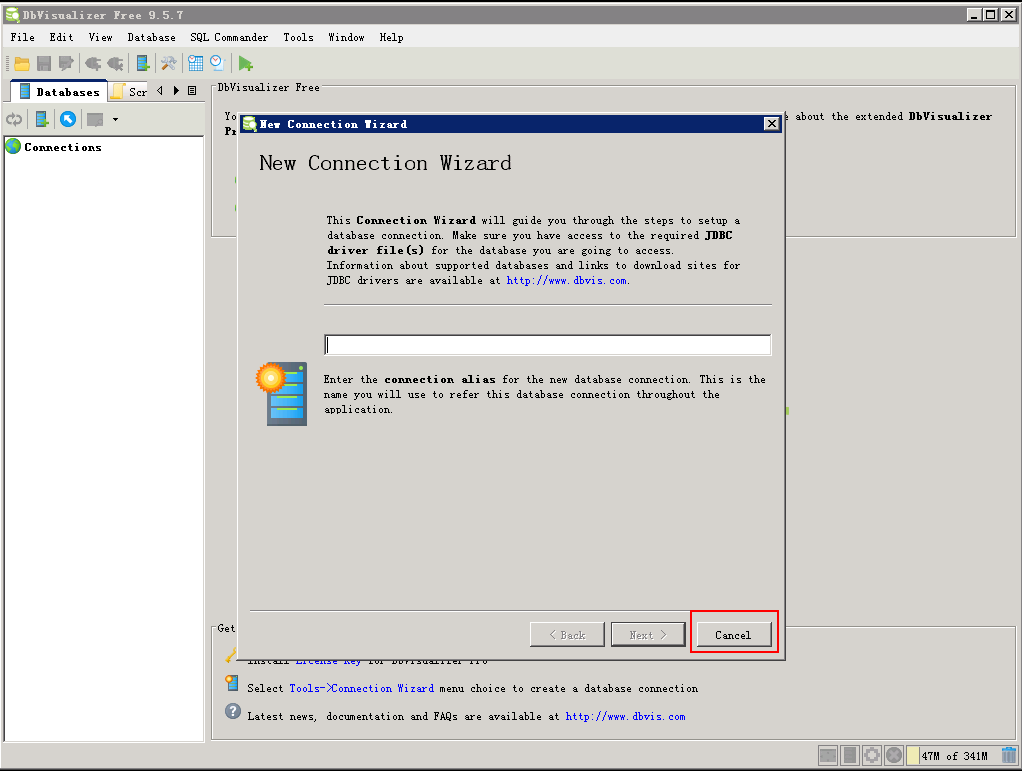 DbVisualizer Free 9.5.7
File Edit View Database SQL Commander Tools Window Help
Databases Scr
Connections
DbVisualizer Free
Yo
about the extended DbVisualizer
Pr
New Connection Wizard
New Connection Wizard
This Connection Wizard will guide you through the steps to setup a
database connection. Make sure you have access to the required JDBC
driver file(s) for the database you are going to access.
Information about supported databases and links to download sites for
JDBC drivers are available at http://www.dbvis.com.
Enter the connection alias for the new database connection. This is the
name you will use to refer this database connection throughout the
application.
< Back Next > Cancel
Get
Install License Key for DbVisualizer Pro
Select Tools->Connection Wizard menu choice to create a database connection
Latest news, documentation and FAQs are available at http://www.dbvis.com
47M of 341M